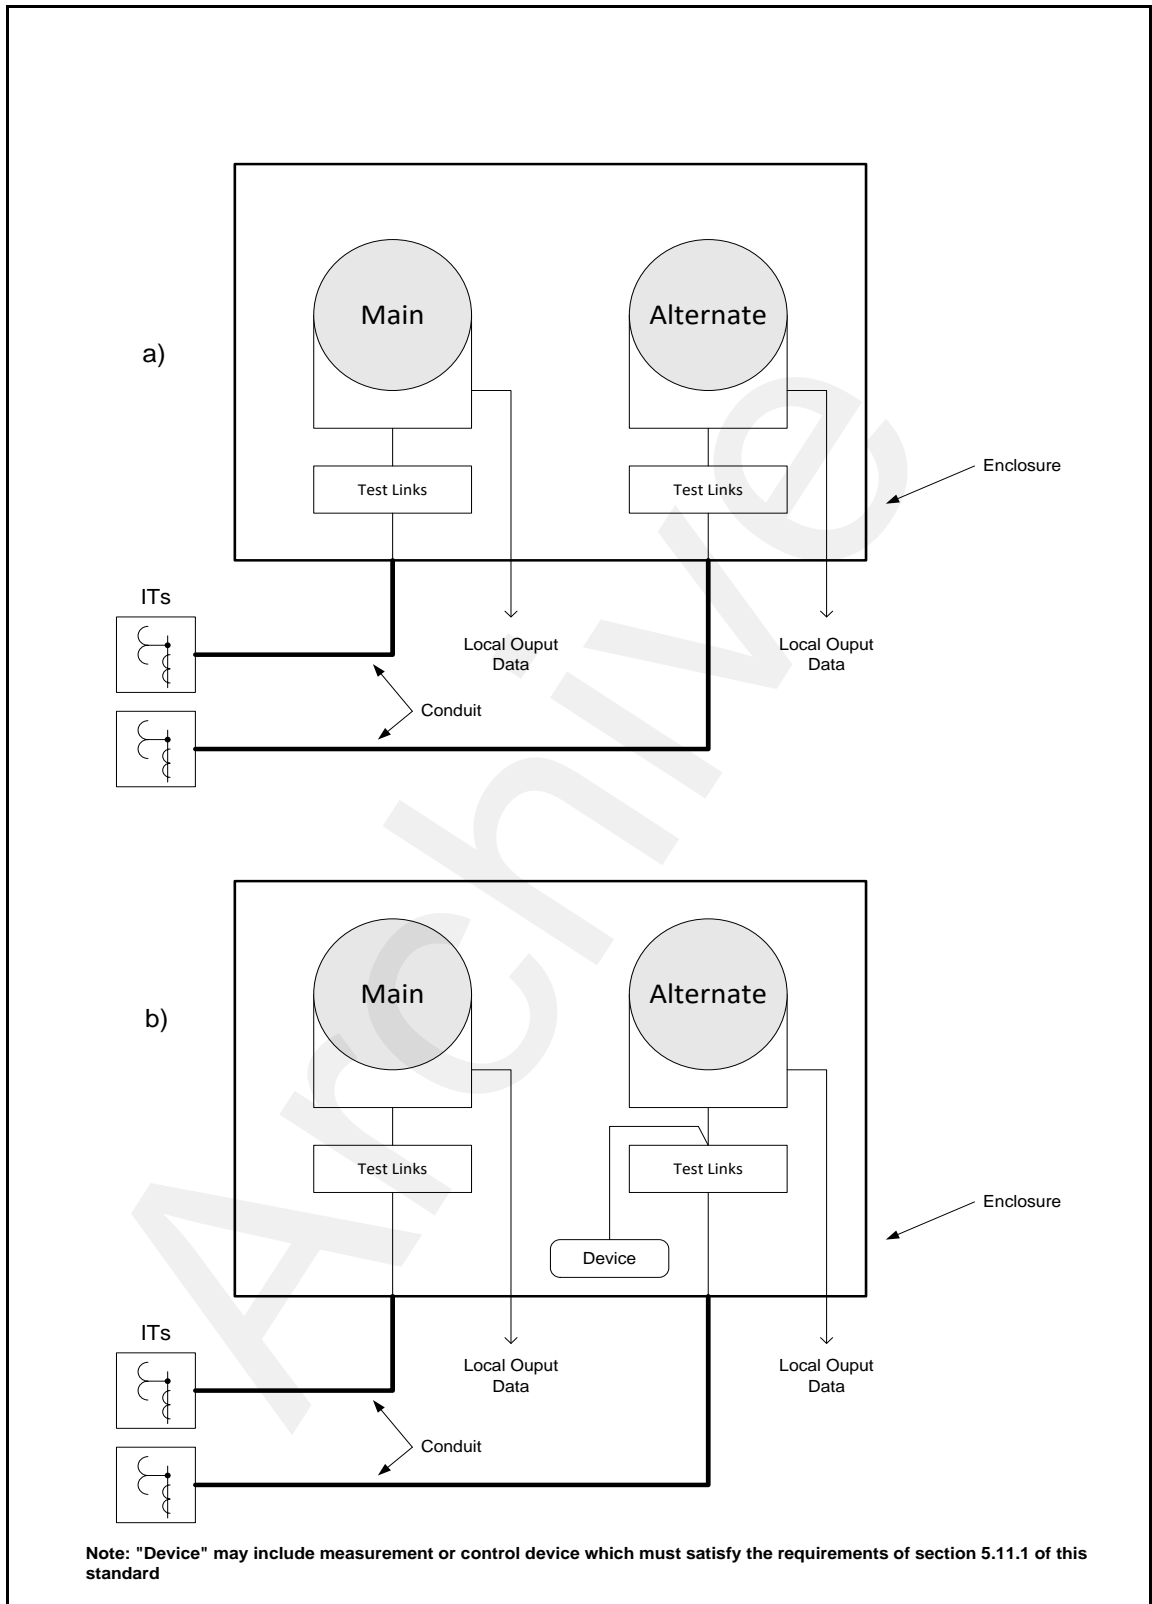 Main
Alternate
a)
Enclosure
Test Links
Test Links
ITs
Local Ouput
Data
Local Ouput
Data
Conduit
Main
Alternate
b)
Test Links
Test Links
Enclosure
Device
ITs
Local Ouput
Data
Local Ouput
Data
Conduit
Note: "Device" may include measurement or control device which must satisfy the requirements of section 5.11.1 of this
standard
Archive